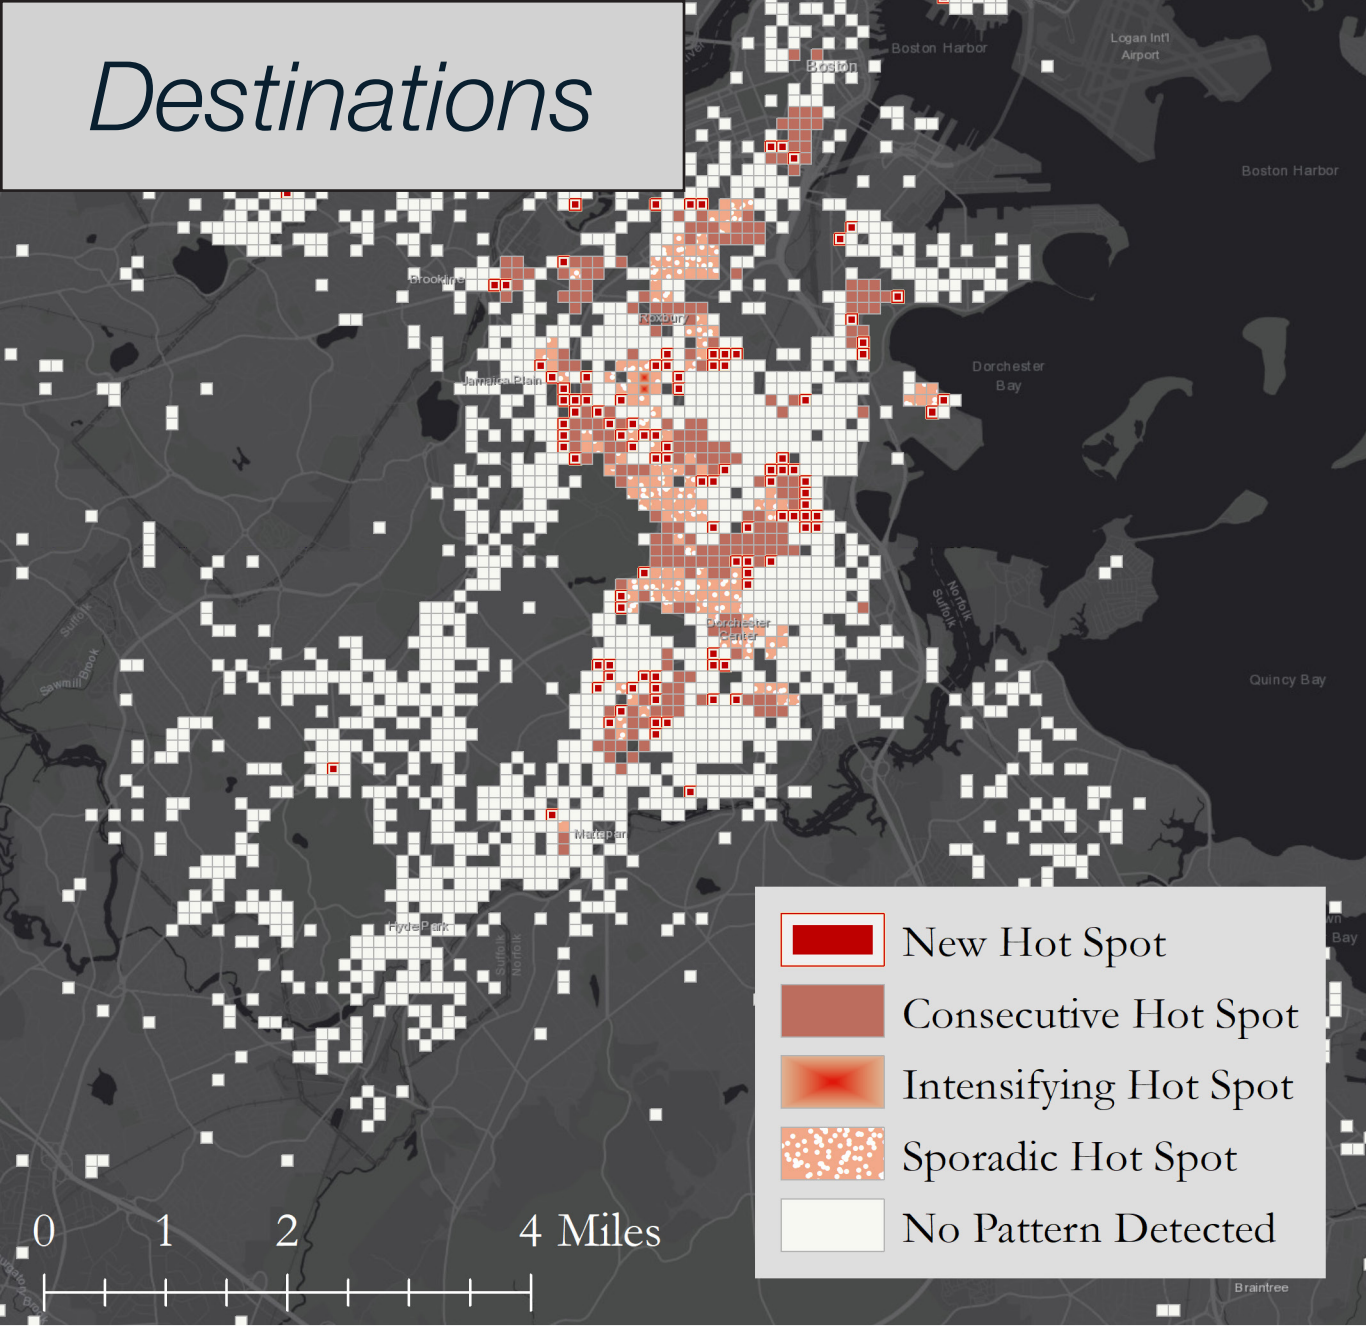 Destinations
Boston Harbor
Logan Int'l
Airport
Boston
Boston Harbor
Brookline
Roxbury
Jamaica Plain
Dorchester
Bay
Norfolk
Suffolk
Suffolk
Sawmill Brook
Dorchester
Center
Quincy Bay
Mattapan
Hyde Park
Suffolk
Norfolk
Bay
New Hot Spot
Consecutive Hot Spot
Intensifying Hot Spot
Sporadic Hot Spot
No Pattern Detected
0 1 2 4 Miles
Braintree